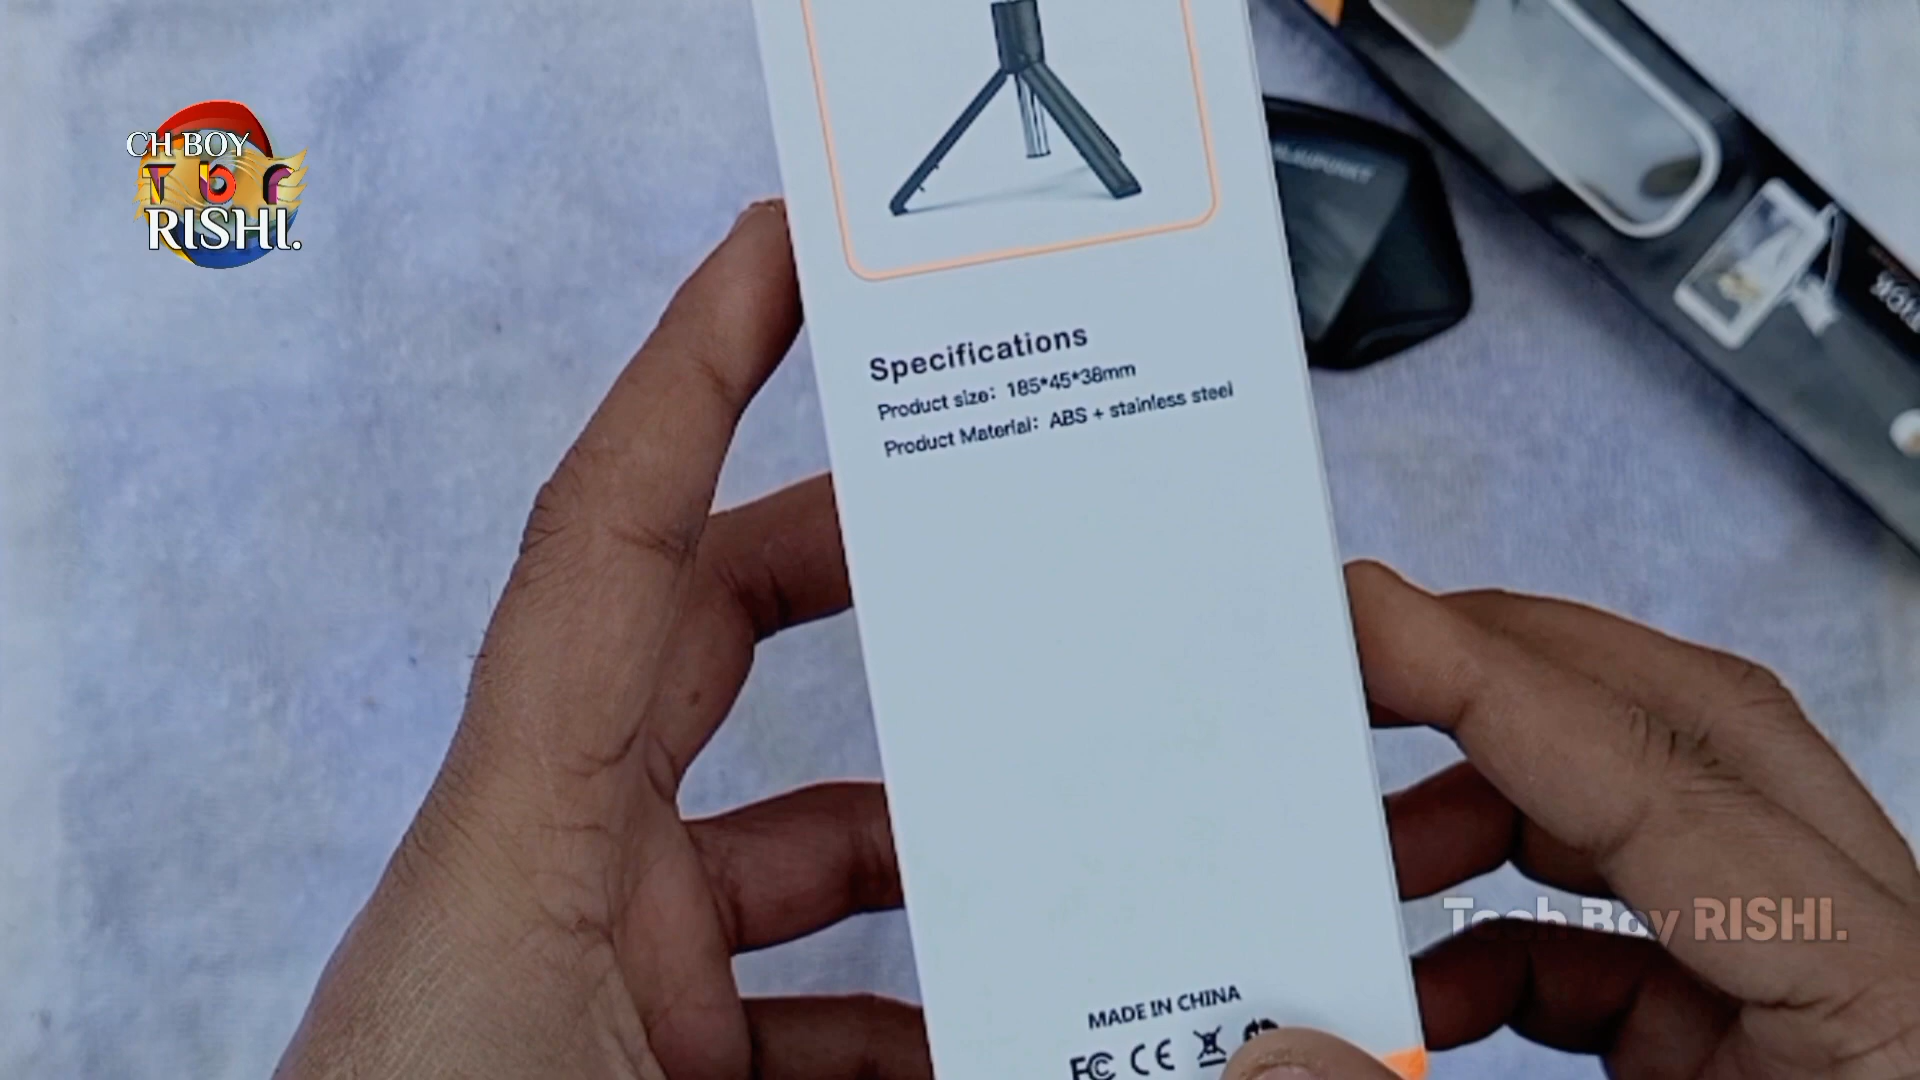 CH BOY
Tbr
RISHI.
Specifications
Product size: 185*45*38mm
Product Material: ABS + stainless steel
MADE IN CHINA
FC CE
Tech Boy RISHI.